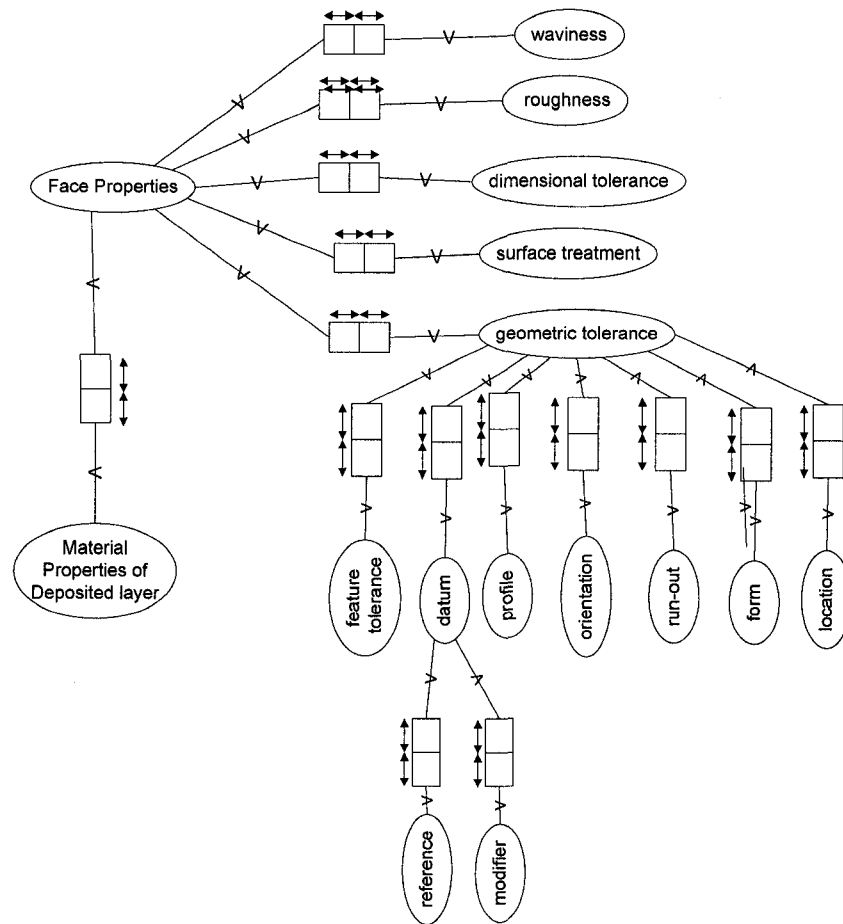 waviness
roughness
Face Properties
dimensional tolerance
surface treatment
geometric tolerance
Material
Properties of
Deposited layer
feature
tolerance
datum
profile
orientation
run-out
form
location
reference
modifier